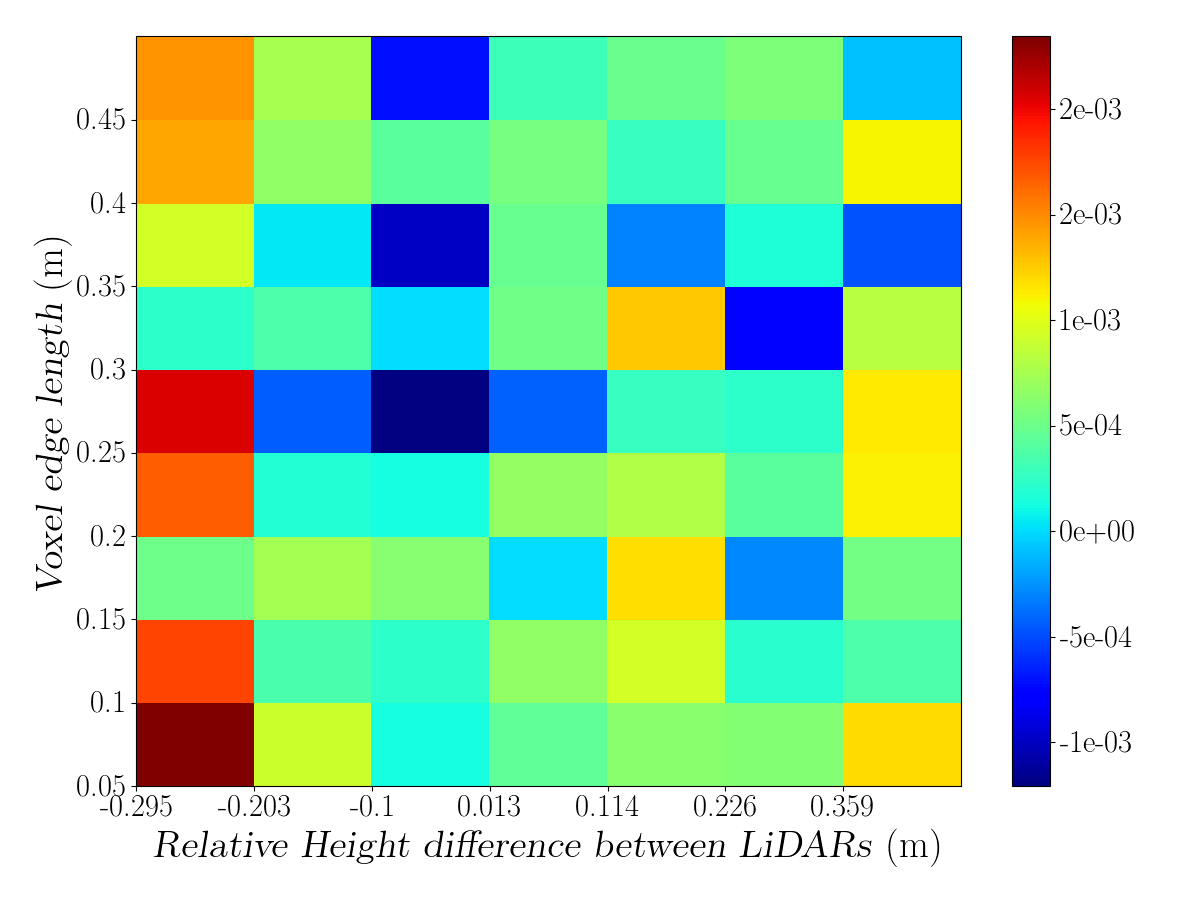 Voxel edge length (m)
0.45
0.4
0.35
0.3
0.25
0.2
0.15
0.1
0.05
-0.295 -0.203 -0.1 0.013 0.114 0.226 0.359
Relative Height difference between LiDARs (m)
2e-03
2e-03
1e-03
5e-04
0e+00
-5e-04
-1e-03